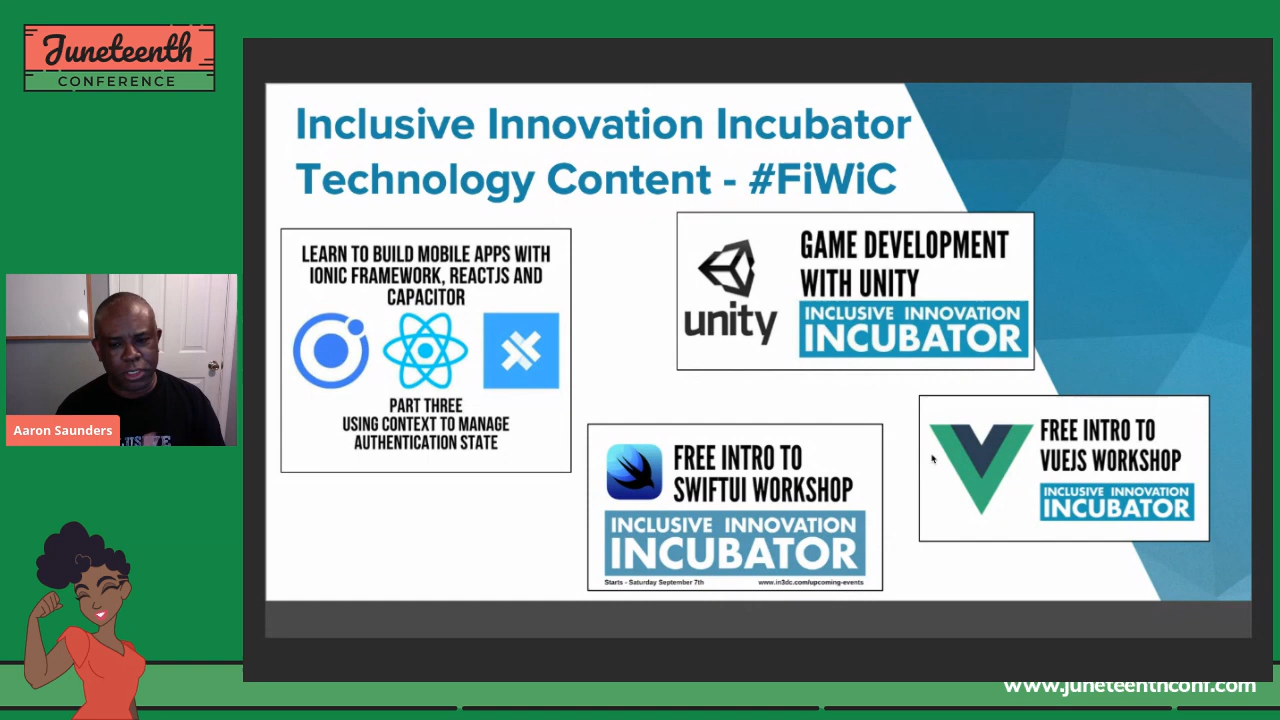 Juneteenth
CONFERENCE
Inclusive Innovation Incubator
Technology Content - #FiWiC
LEARN TO BUILD MOBILE APPS WITH
IONIC FRAMEWORK, REACTJS AND
CAPACITOR
PART THREE
USING CONTEXT TO MANAGE
AUTHENTICATION STATE
unity
GAME DEVELOPMENT
WITH UNITY
INCLUSIVE INNOVATION
INCUBATOR
FREE INTRO TO
SWIFTUI WORKSHOP
INCLUSIVE INNOVATION
INCUBATOR
Starts - Saturday September 7th
www.in3dc.com/upcoming-events
FREE INTRO TO
VUEJS WORKSHOP
INCLUSIVE INNOVATION
INCUBATOR
Aaron Saunders
www.juneteenthconf.com